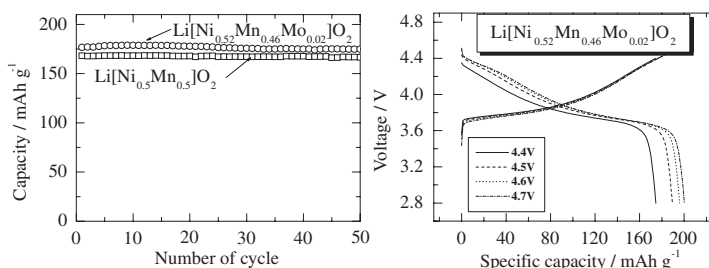 Li[Ni0.52Mn0.46Mo0.02]O2
Li[Ni0.5Mn0.5]O2
Capacity / mAh g-1
200
150
100
50
0
0 10 20 30 40 50
Number of cycle
Li[Ni0.52Mn0.46Mo0.02]O2
Voltage / V
4.8
4.4
4.0
3.6
3.2
2.8
4.4V
4.5V
4.6V
4.7V
0 40 80 120 160 200
Specific capacity / mAh g-1